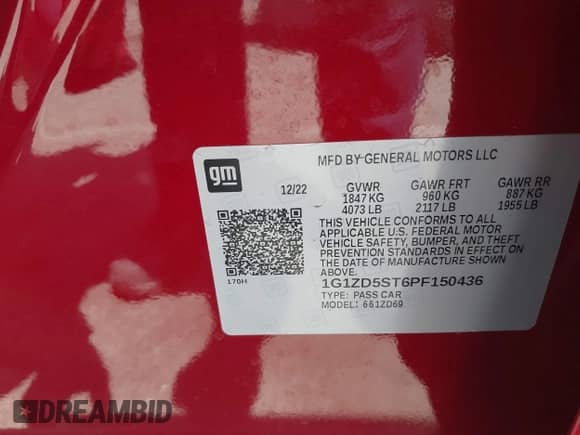 gm
MFD BY GENERAL MOTORS LLC
12/22 GVWR GAWR FRT GAWR RR
1847 KG 960 KG 887 KG
4073 LB 2117 LB 1955 LB
THIS VEHICLE CONFORMS TO ALL
APPLICABLE U.S. FEDERAL MOTOR
VEHICLE SAFETY, BUMPER, AND THEFT
PREVENTION STANDARDS IN EFFECT ON
THE DATE OF MANUFACTURE SHOWN
ABOVE.
170H
1G1ZD5ST6PF150436
TYPE: PASS CAR
MODEL: 661ZD69
DREAMBID